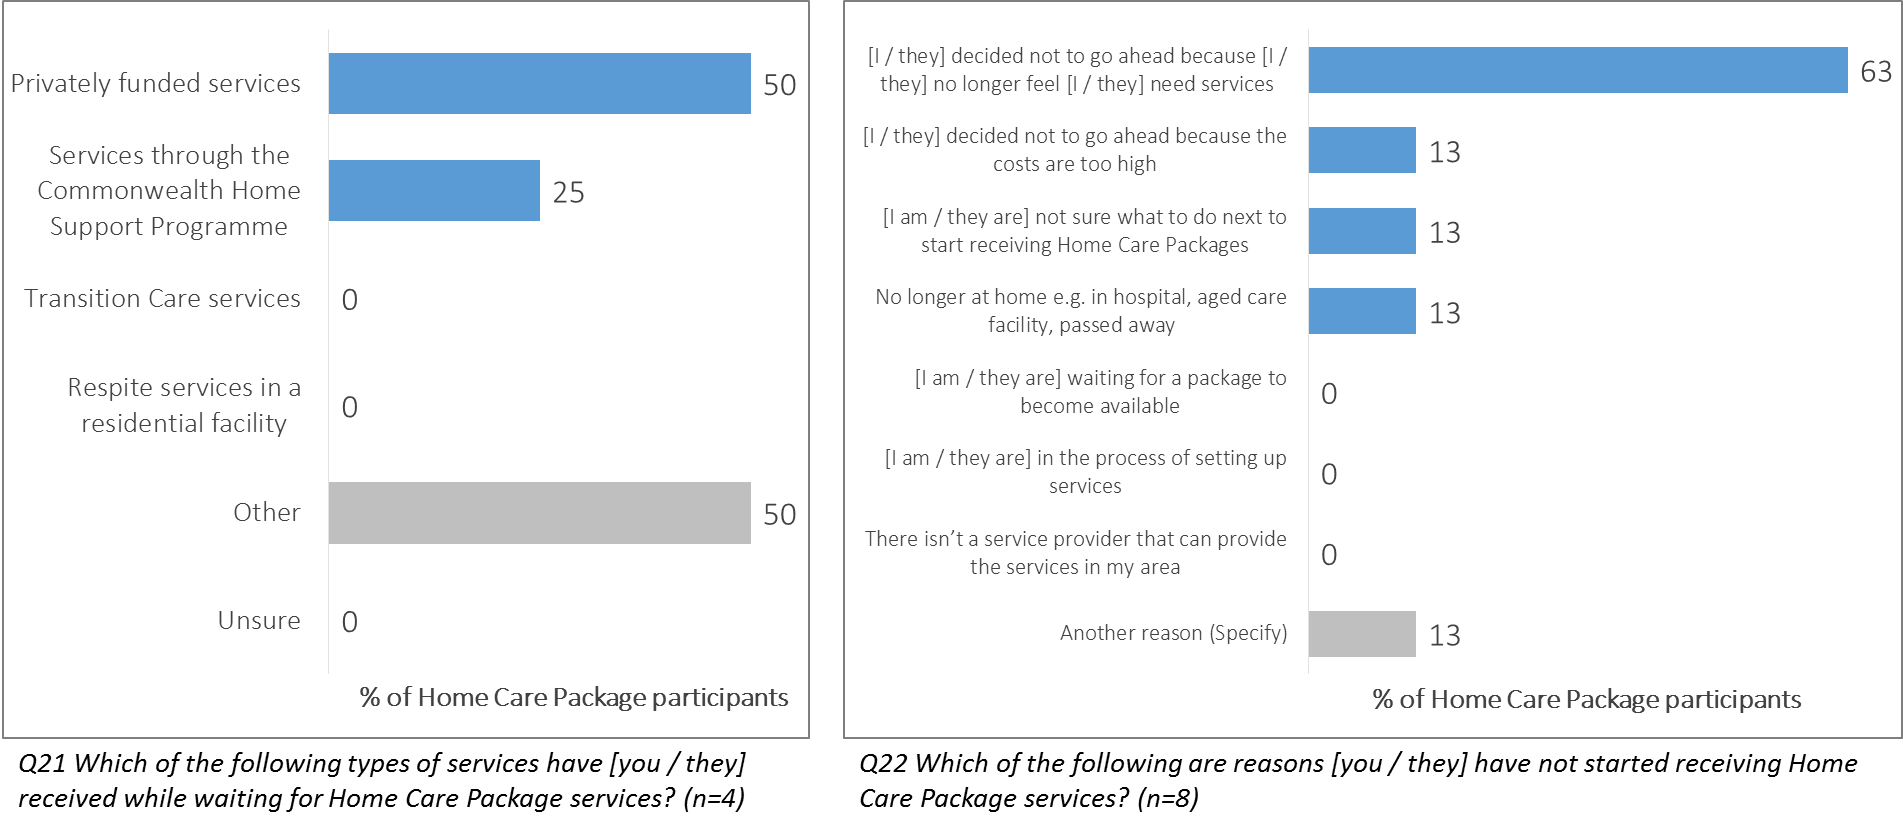 Privately funded services
50
Services through the
Commonwealth Home
Support Programme
25
Transition Care services
0
Respite services in a
residential facility
0
Other
50
Unsure
0
% of Home Care Package participants
Q21 Which of the following types of services have [you / they]
received while waiting for Home Care Package services? (n=4)
[I / they] decided not to go ahead because [I /
they] no longer feel [I / they] need services
63
[I / they] decided not to go ahead because the
costs are too high
13
[I am / they are] not sure what to do next to
start receiving Home Care Packages
13
No longer at home e.g. in hospital, aged care
facility, passed away
13
[I am / they are] waiting for a package to
become available
0
[I am / they are] in the process of setting up
services
0
There isn’t a service provider that can provide
the services in my area
0
Another reason (Specify)
13
% of Home Care Package participants
Q22 Which of the following are reasons [you / they] have not started receiving Home
Care Package services? (n=8)